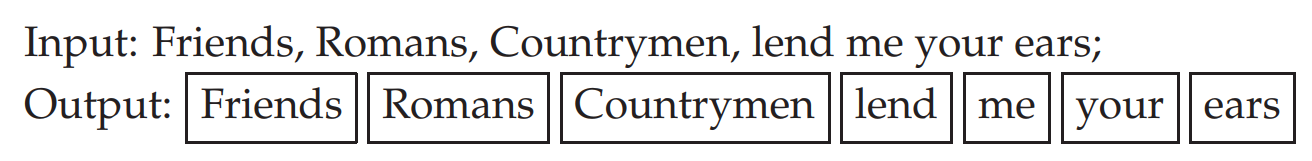 Input: Friends, Romans, Countrymen, lend me your ears;
Output: Friends Romans Countrymen lend me your ears